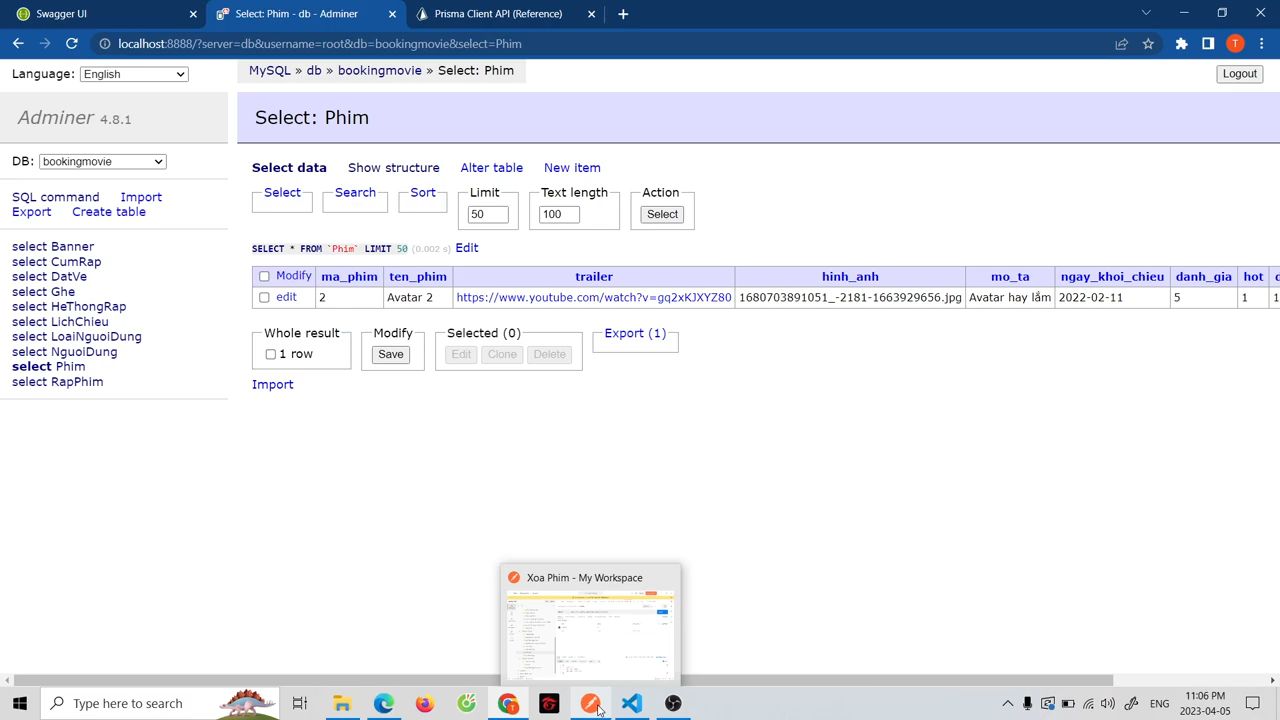 Swagger UI
Select: Phim - db - Adminer
Prisma Client API (Reference)
localhost:8888/?server=db&username=root&db=bookingmovie&select=Phim
T
Language: English
MySQL » db » bookingmovie » Select: Phim
Logout
Adminer 4.8.1
Select: Phim
DB: bookingmovie
Select data Show structure Alter table New item
SQL command Import
Export Create table
Select Search Sort Limit Text length Action
50 100 Select
SELECT * FROM `Phim` LIMIT 50 (0.002 s) Edit
select Banner
select CumRap
select DatVe
select Ghe
select HeThongRap
select LichChieu
select LoaiNguoiDung
select NguoiDung
select Phim
select RapPhim
Modify ma_phim ten_phim trailer hinh_anh mo_ta ngay_khoi_chieu danh_gia hot
edit 2 Avatar 2 https://www.youtube.com/watch?v=gq2xKJXYZ80 1680703891051_-2181-1663929656.jpg Avatar hay lắm 2022-02-11 5 1
Whole result Modify Selected (0) Export (1)
1 row Save Edit Clone Delete
Import
Xoa Phim - My Workspace
Type here to search
ENG
11:06 PM
2023-04-05